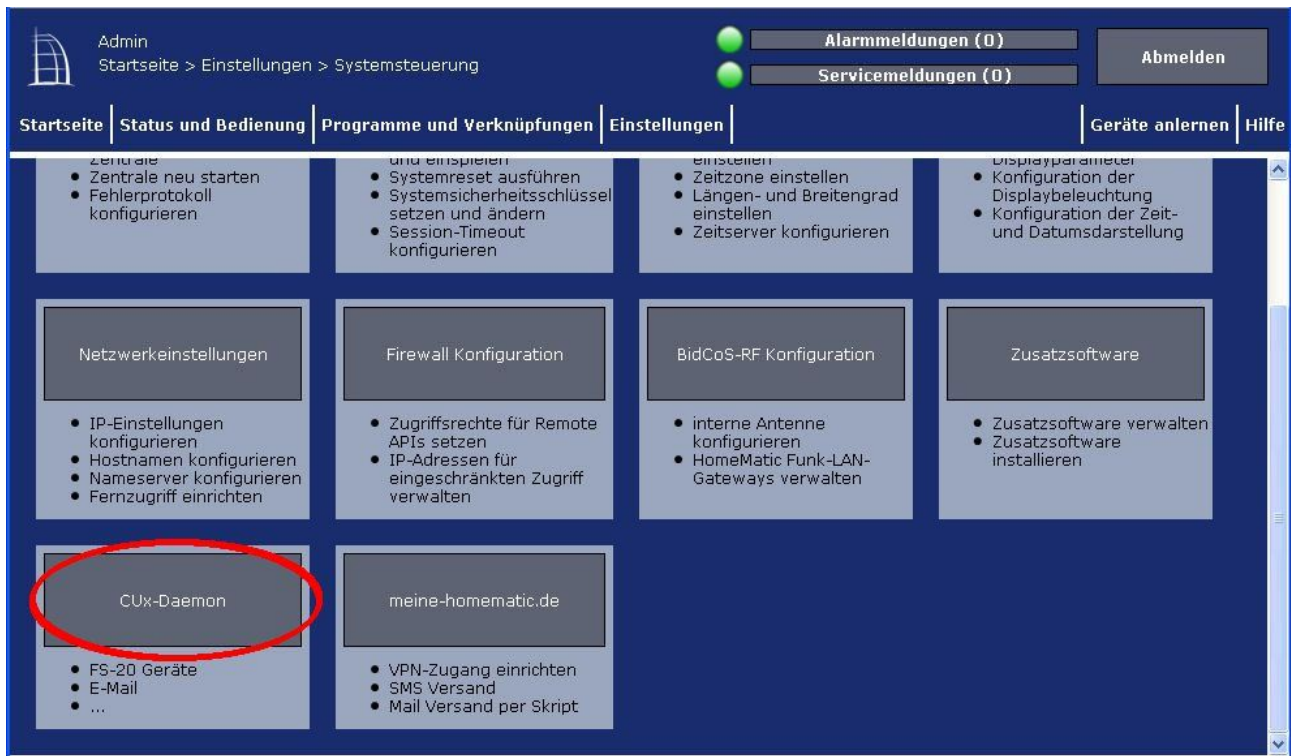 Admin
Startseite > Einstellungen > Systemsteuerung
Alarmmeldungen (0)
Servicemeldungen (0)
Abmelden
Startseite
Status und Bedienung
Programme und Verknüpfungen
Einstellungen
Geräte anlernen
Hilfe
Zentrale
Zentrale neu starten
Fehlerprotokoll
konfigurieren
und einspielen
Systemreset ausführen
Systemsicherheitsschlüssel
setzen und ändern
Session-Timeout
konfigurieren
einstellen
Zeitzone einstellen
Längen- und Breitengrad
einstellen
Zeitserver konfigurieren
Displayparameter
Konfiguration der
Displaybeleuchtung
Konfiguration der Zeit-
und Datumsdarstellung
Netzwerkeinstellungen
IP-Einstellungen
konfigurieren
Hostnamen konfigurieren
Nameserver konfigurieren
Fernzugriff einrichten
Firewall Konfiguration
Zugriffsrechte für Remote
APIs setzen
IP-Adressen für
eingeschränkten Zugriff
verwalten
BidCoS-RF Konfiguration
interne Antenne
konfigurieren
HomeMatic Funk-LAN-
Gateways verwalten
Zusatzsoftware
Zusatzsoftware verwalten
Zusatzsoftware
installieren
CUx-Daemon
FS-20 Geräte
E-Mail
...
meine-homematic.de
VPN-Zugang einrichten
SMS Versand
Mail Versand per Skript